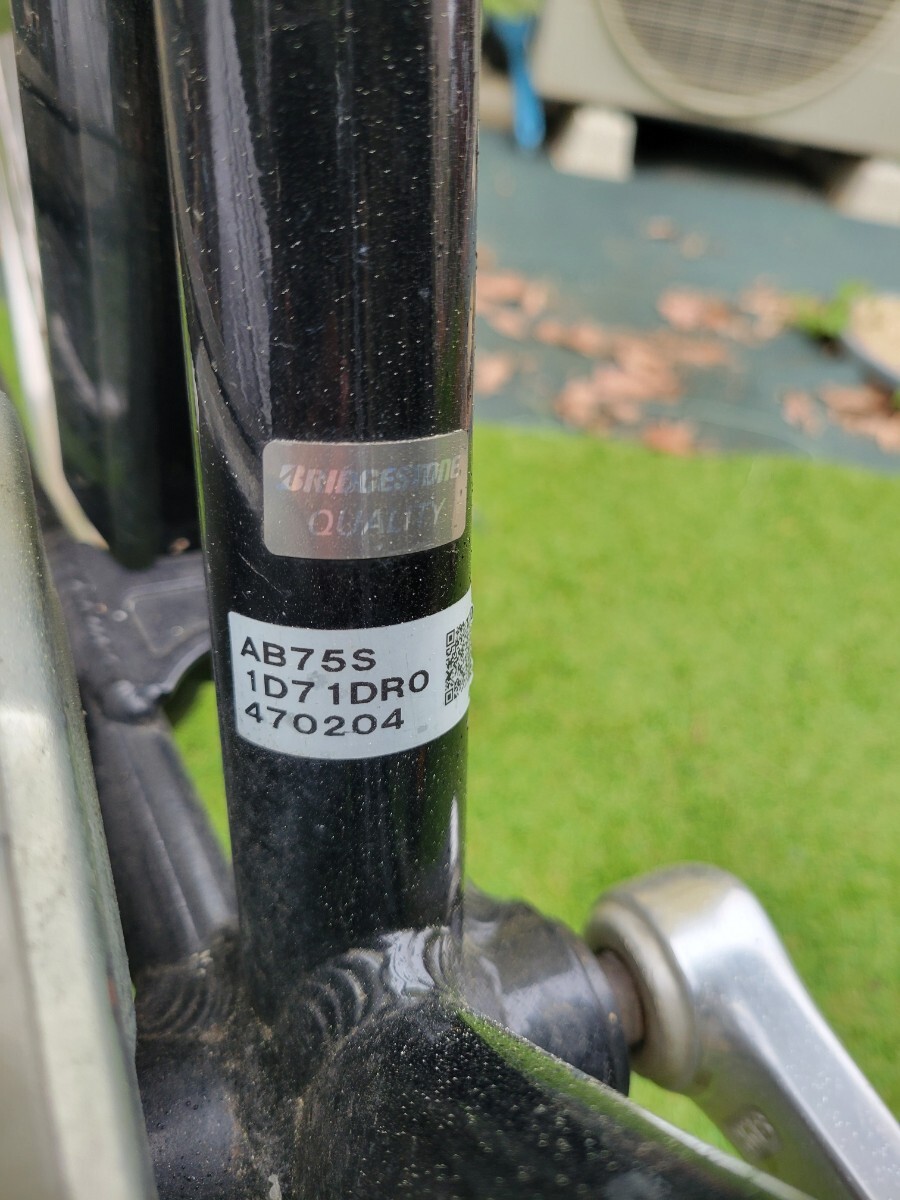 BRIDGESTONE
QUALITY
AB75S
1D71DR0
470204